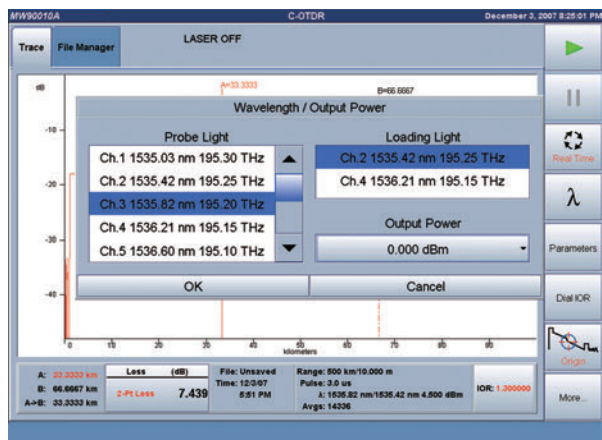 MW90010A C-OTDR December 3, 2007 8:25:01 PM
Trace File Manager LASER OFF
dB A=33.3333 B=66.6667
Wavelength / Output Power
Probe Light Loading Light
Ch.1 1535.03 nm 195.30 THz
Ch.2 1535.42 nm 195.25 THz
Ch.3 1535.82 nm 195.20 THz
Ch.4 1536.21 nm 195.15 THz
Ch.5 1536.60 nm 195.10 THz
Ch.2 1535.42 nm 195.25 THz
Ch.4 1536.21 nm 195.15 THz
Output Power
0.000 dBm
OK Cancel
-10
-20
-30
-40
0 10 20 30 40 50 60 70 80 90
kilometers
Real Time
λ
Parameters
Dial IOR
Origin
More...
A: 33.3333 km
B: 66.6667 km
A->B: 33.3333 km
Loss (dB)
2-Pt Loss 7.439
File: Unsaved
Time: 12/3/07
5:51 PM
Range: 500 km/10.000 m
Pulse: 3.0 us
λ: 1535.82 nm/1535.42 nm 4.500 dBm
Avgs: 14336
IOR: 1.300000